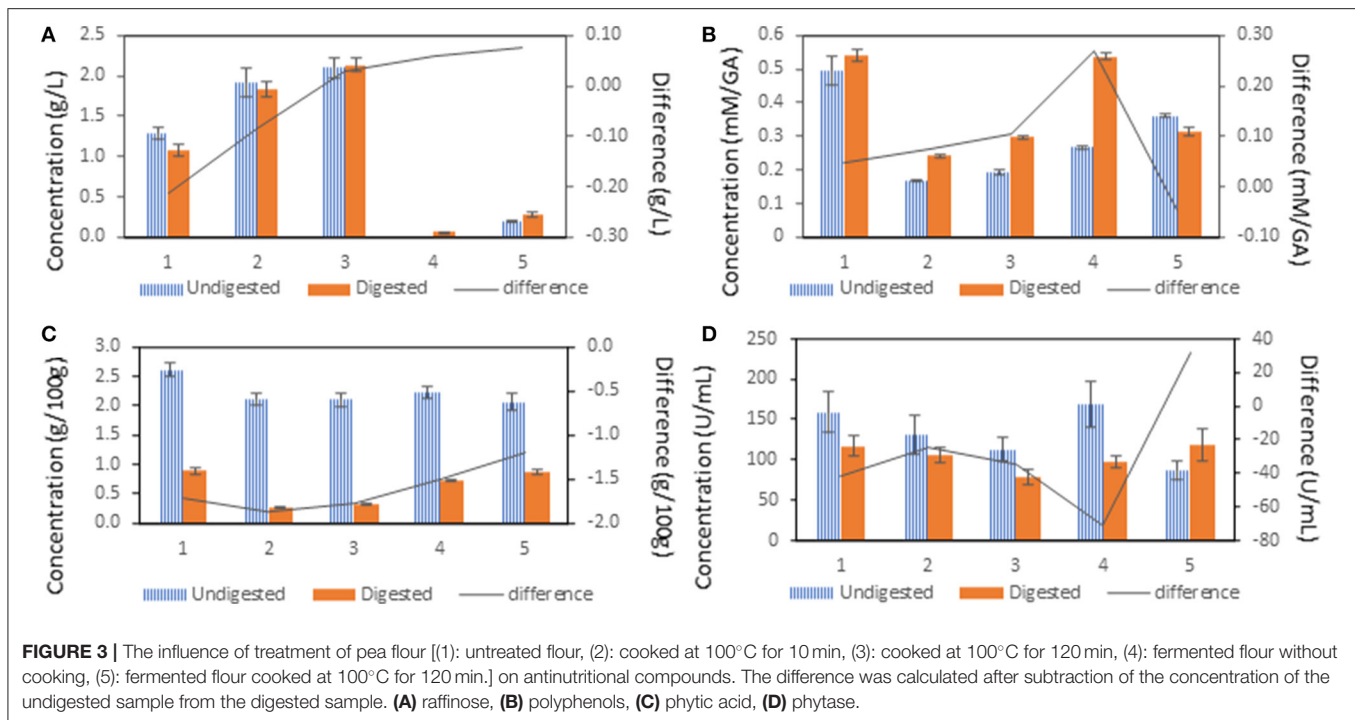 A
B
2.5
2.0
1.5
1.0
0.5
0.0
Concentration (g/L)
0.10
0.00
-0.10
-0.20
-0.30
Difference (g/L)
1 2 3 4 5
Undigested Digested difference
0.6
0.5
0.4
0.3
0.2
0.1
0
Concentration (mM/GA)
0.30
0.20
0.10
0.00
-0.10
Difference (mM/GA)
1 2 3 4 5
Undigested Digested difference
C
D
3.0
2.5
2.0
1.5
1.0
0.5
0.0
Concentration (g/100g)
0.0
-0.5
-1.0
-1.5
-2.0
Difference (g/100g)
1 2 3 4 5
Undigested Digested difference
250
200
150
100
50
0
Concentration (U/mL)
40
20
0
-20
-40
-60
-80
Difference (U/mL)
1 2 3 4 5
Undigested Digested difference
FIGURE 3 | The influence of treatment of pea flour [(1): untreated flour, (2): cooked at 100°C for 10 min, (3): cooked at 100°C for 120 min, (4): fermented flour without
cooking, (5): fermented flour cooked at 100°C for 120 min.] on antinutritional compounds. The difference was calculated after subtraction of the concentration of the
undigested sample from the digested sample. (A) raffinose, (B) polyphenols, (C) phytic acid, (D) phytase.